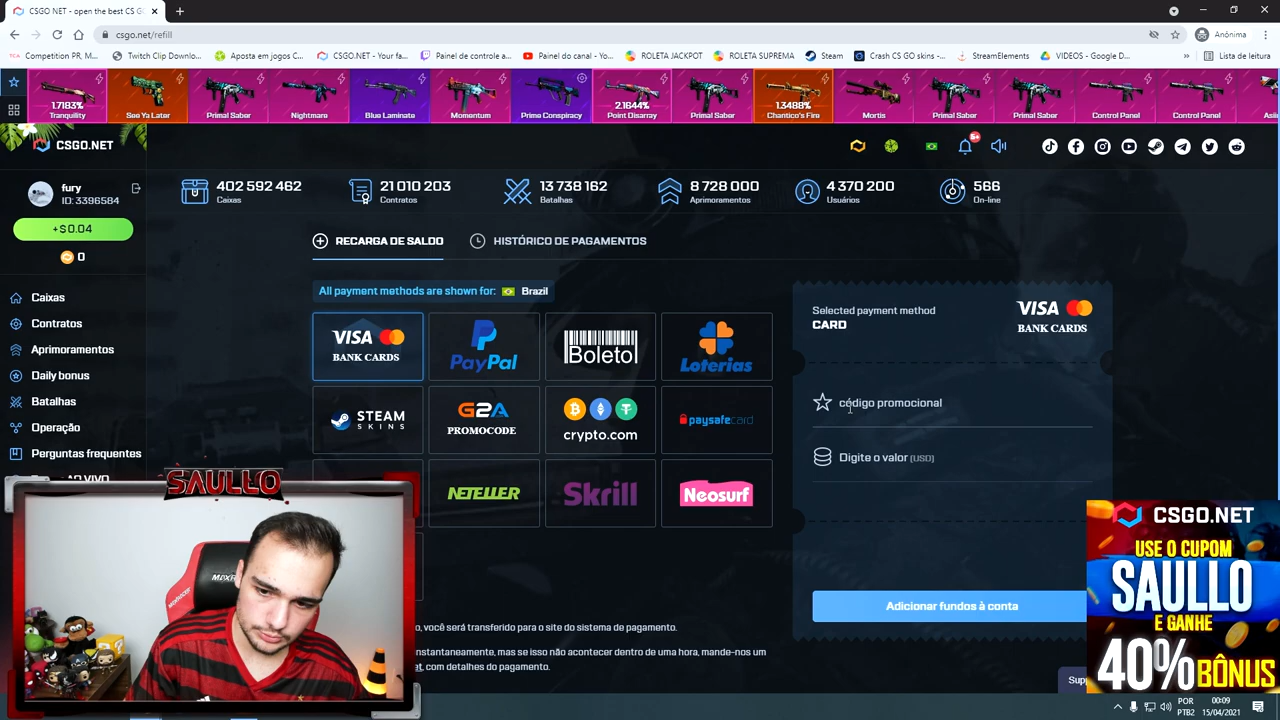 CSGO.NET - open the best CS G
Anônima
csgo.net/refill
Competition PR, M...
Twitch Clip Downlo...
Aposta em jogos C...
CSGO.NET - Your fa...
Painel de controle a...
Painel do canal - Yo...
ROLETA JACKPOT
ROLETA SUPREMA
Steam
Crash CS GO skins -...
StreamElements
VIDEOS - Google D...
Lista de leitura
1.7183%
Tranquility
See Ya Later
Primal Saber
Nightmare
Blue Laminate
Momentum
Prime Conspiracy
2.1644%
Point Disarray
Primal Saber
1.3488%
Chantico's Fire
Mortis
Primal Saber
Primal Saber
Control Panel
Control Panel
CSGO.NET
5+
fury
ID: 3396584
+$ 0.04
0
402 592 462
Caixas
21 010 203
Contratos
13 738 162
Batalhas
8 728 000
Aprimoramentos
4 370 200
Usuários
566
On-line
RECARGA DE SALDO
HISTÓRICO DE PAGAMENTOS
All payment methods are shown for: Brazil
Caixas
Contratos
Aprimoramentos
Daily bonus
Batalhas
Operação
Perguntas frequentes
VISA
BANK CARDS
PayPal
Boleto
Loterias
STEAM
SKINS
G2A
PROMOCODE
crypto.com
paysafecard
NETELLER
Skrill
Neosurf
Selected payment method
CARD
VISA
BANK CARDS
código promocional
Digite o valor (USD)
Adicionar fundos à conta
o, você será transferido para o site do sistema de pagamento.
instantaneamente, mas se isso não acontecer dentro de uma hora, mande-nos um
et, com detalhes do pagamento.
SAULLO
CSGO.NET
USE O CUPOM
SAULLO
E GANHE
40% BÔNUS
Supp
POR
PTB2
00:09
15/04/2021